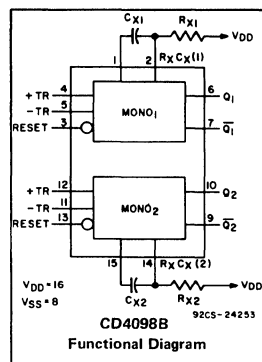 CX1
RX1
VDD
1
2
RXCX(1)
+TR
4
-TR
5
RESET
3
MONO1
6
Q1
7
Q̅1
+TR
12
-TR
11
RESET
13
MONO2
10
Q2
9
Q̅2
15
14
RXCX(2)
CX2
RX2
VDD
VDD=16
VSS=8
92CS-24253
CD4098B
Functional Diagram